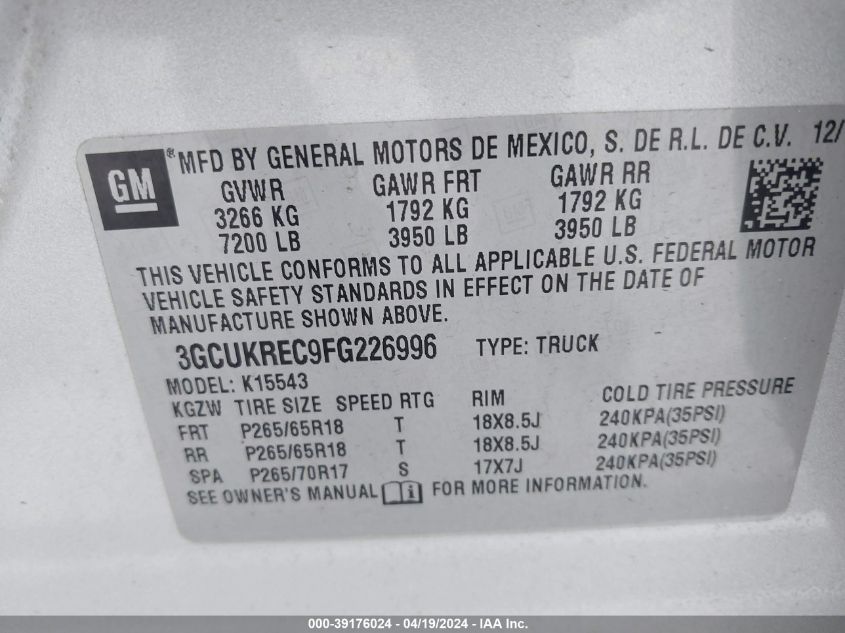 GM ® MFD BY GENERAL MOTORS DE MEXICO, S. DE R.L. DE C.V. 12/
GVWR GAWR FRT GAWR RR
3266 KG 1792 KG 1792 KG
7200 LB 3950 LB 3950 LB
THIS VEHICLE CONFORMS TO ALL APPLICABLE U.S. FEDERAL MOTOR
VEHICLE SAFETY STANDARDS IN EFFECT ON THE DATE OF
MANUFACTURE SHOWN ABOVE.
3GCUKREC9FG226996 TYPE: TRUCK
MODEL: K15543
KGZW TIRE SIZE SPEED RTG RIM COLD TIRE PRESSURE
FRT P265/65R18 T 18X8.5J 240KPA(35PSI)
RR P265/65R18 T 18X8.5J 240KPA(35PSI)
SPA P265/70R17 S 17X7J 240KPA(35PSI)
SEE OWNER'S MANUAL i FOR MORE INFORMATION.
000-39176024 - 04/19/2024 - IAA Inc.